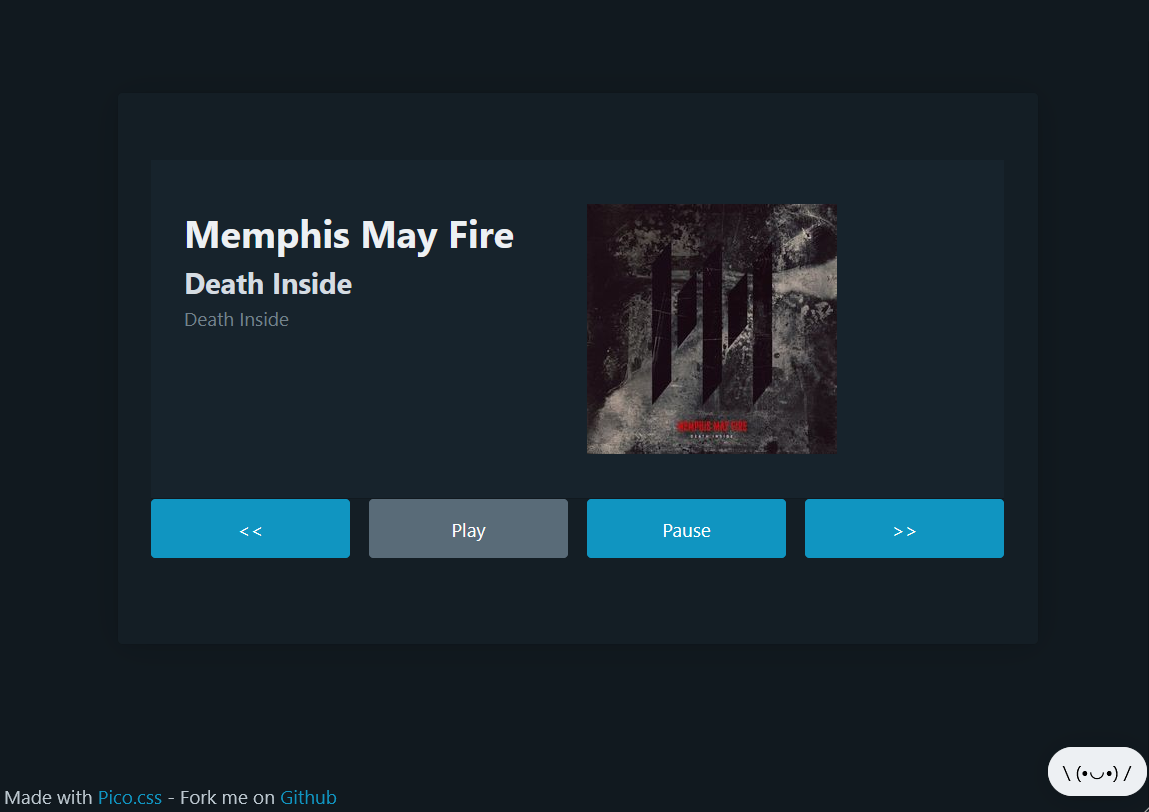 Memphis May Fire
Death Inside
Death Inside
MEMPHIS MAY FIRE
DEATH INSIDE
<<
Play
Pause
>>
\ (•◡•) /
Made with Pico.css - Fork me on Github